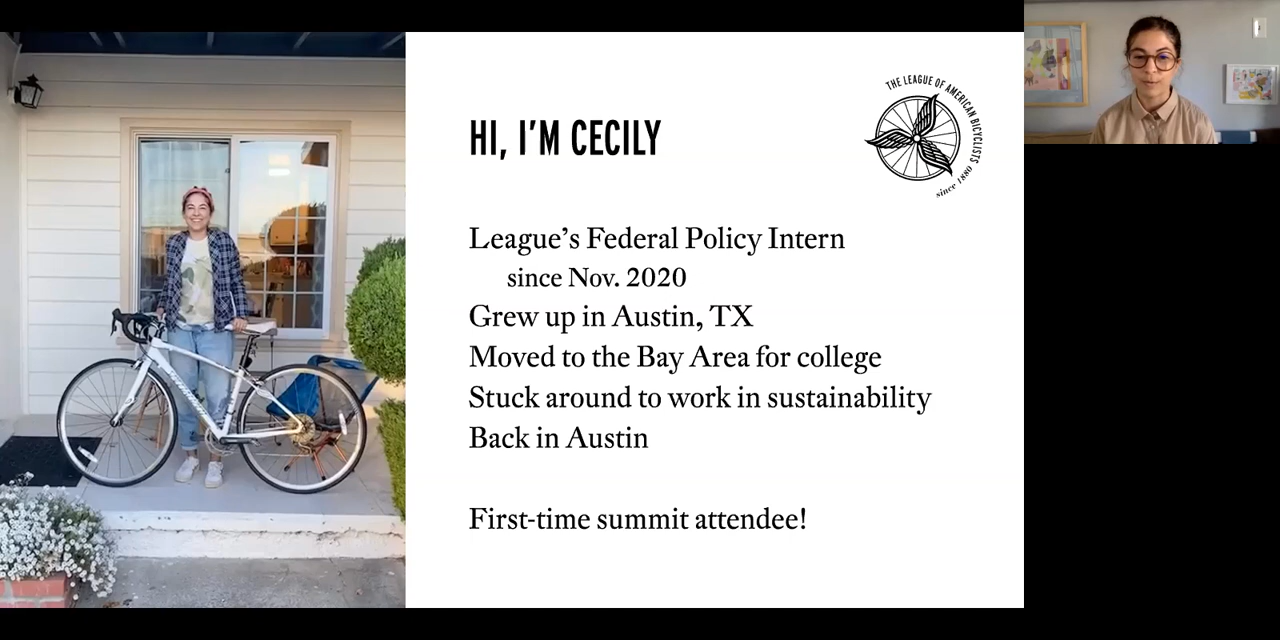 HI, I'M CECILY
THE LEAGUE OF AMERICAN BICYCLISTS
since 1880
League's Federal Policy Intern
since Nov. 2020
Grew up in Austin, TX
Moved to the Bay Area for college
Stuck around to work in sustainability
Back in Austin
First-time summit attendee!